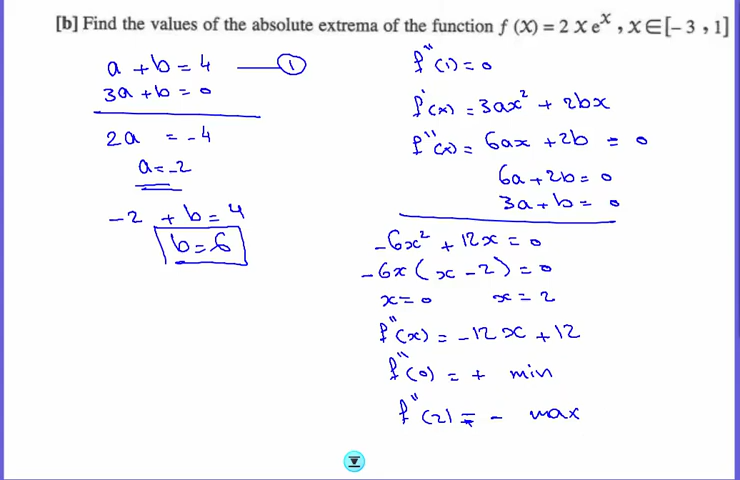 [b] Find the values of the absolute extrema of the function f (X) = 2 X eˣ , X ∈ [– 3 , 1]
a + b = 4 —— ①
3a + b = 0
2a = -4
a = -2
-2 + b = 4
b = 6
f''(1) = 0
f'(x) = 3ax² + 2bx
f''(x) = 6ax + 2b = 0
6a + 2b = 0
3a + b = 0
-6x² + 12x = 0
-6x ( x - 2 ) = 0
x = 0 x = 2
f''(x) = -12x + 12
f''(0) = + min
f''(2) = - max